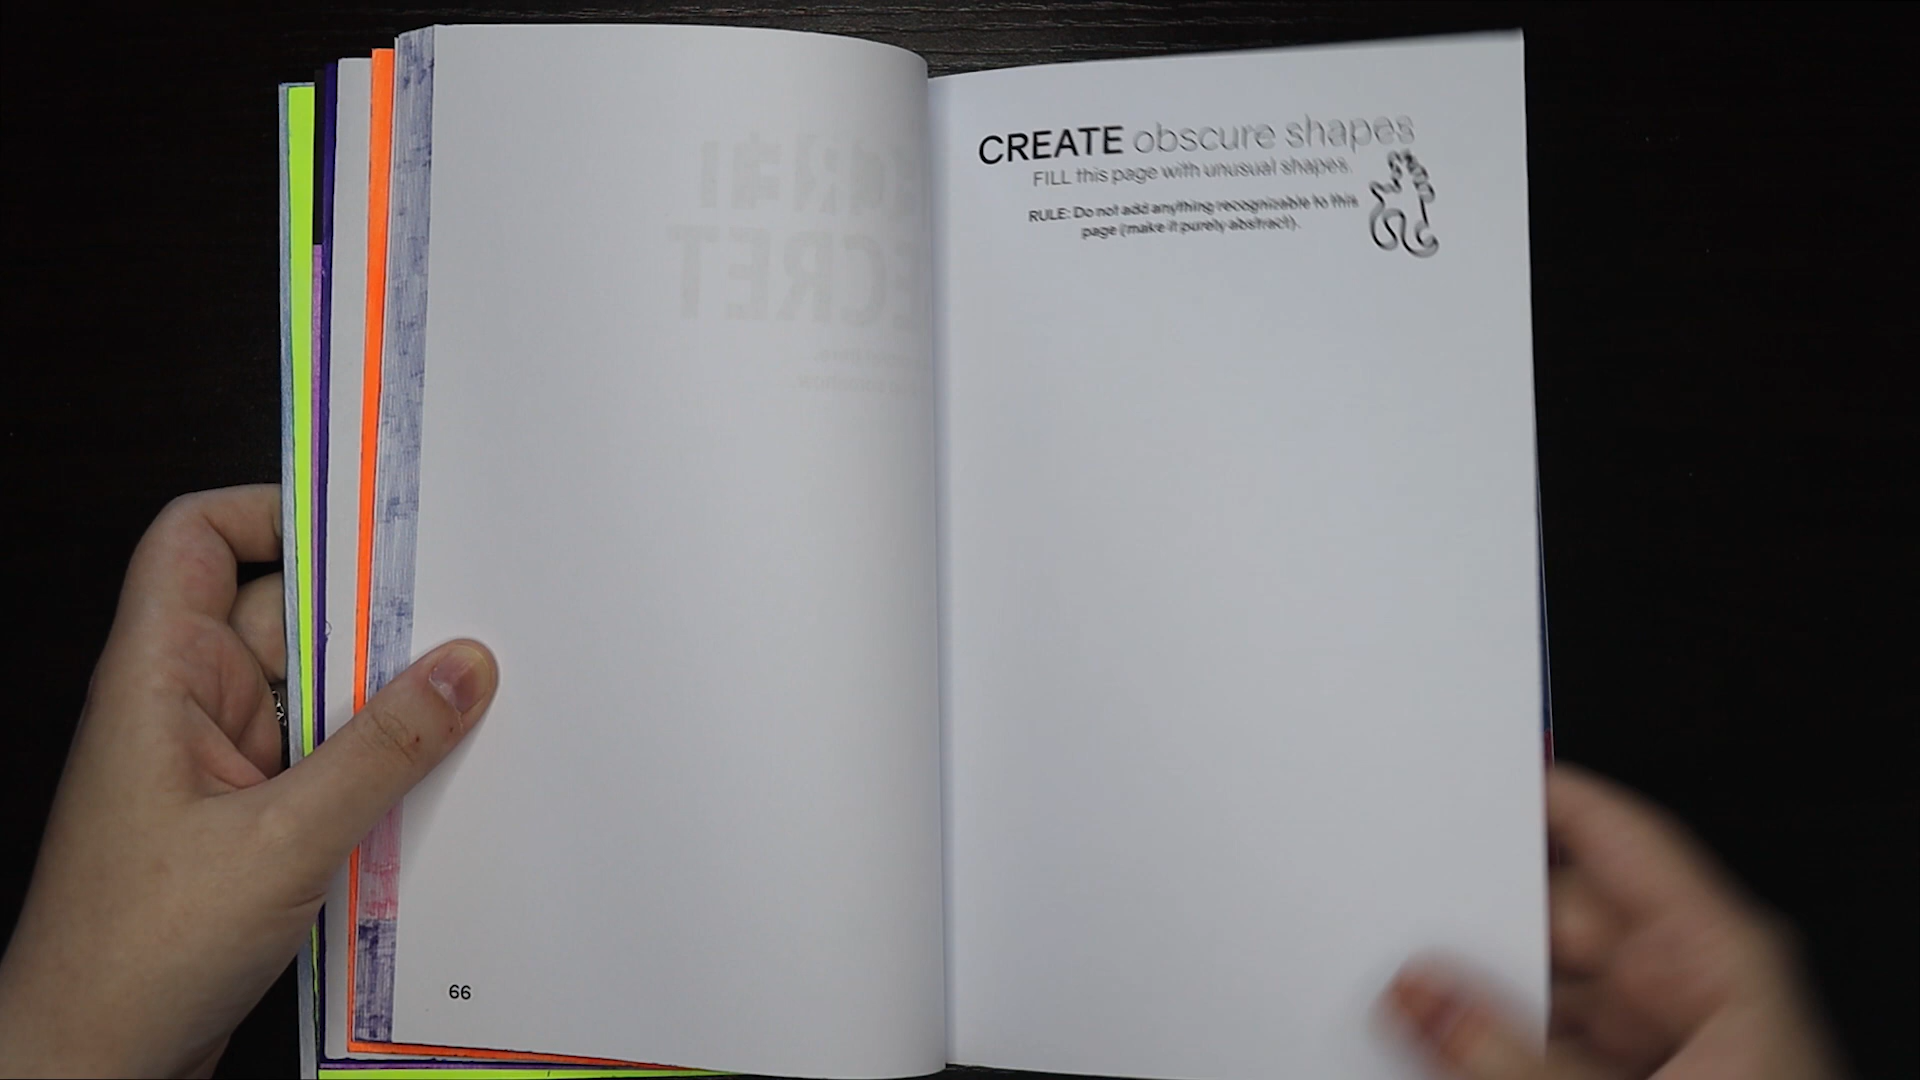 66
CREATE obscure shapes
FILL this page with unusual shapes.
RULE: Do not add anything recognizable to this
page (make it purely abstract).